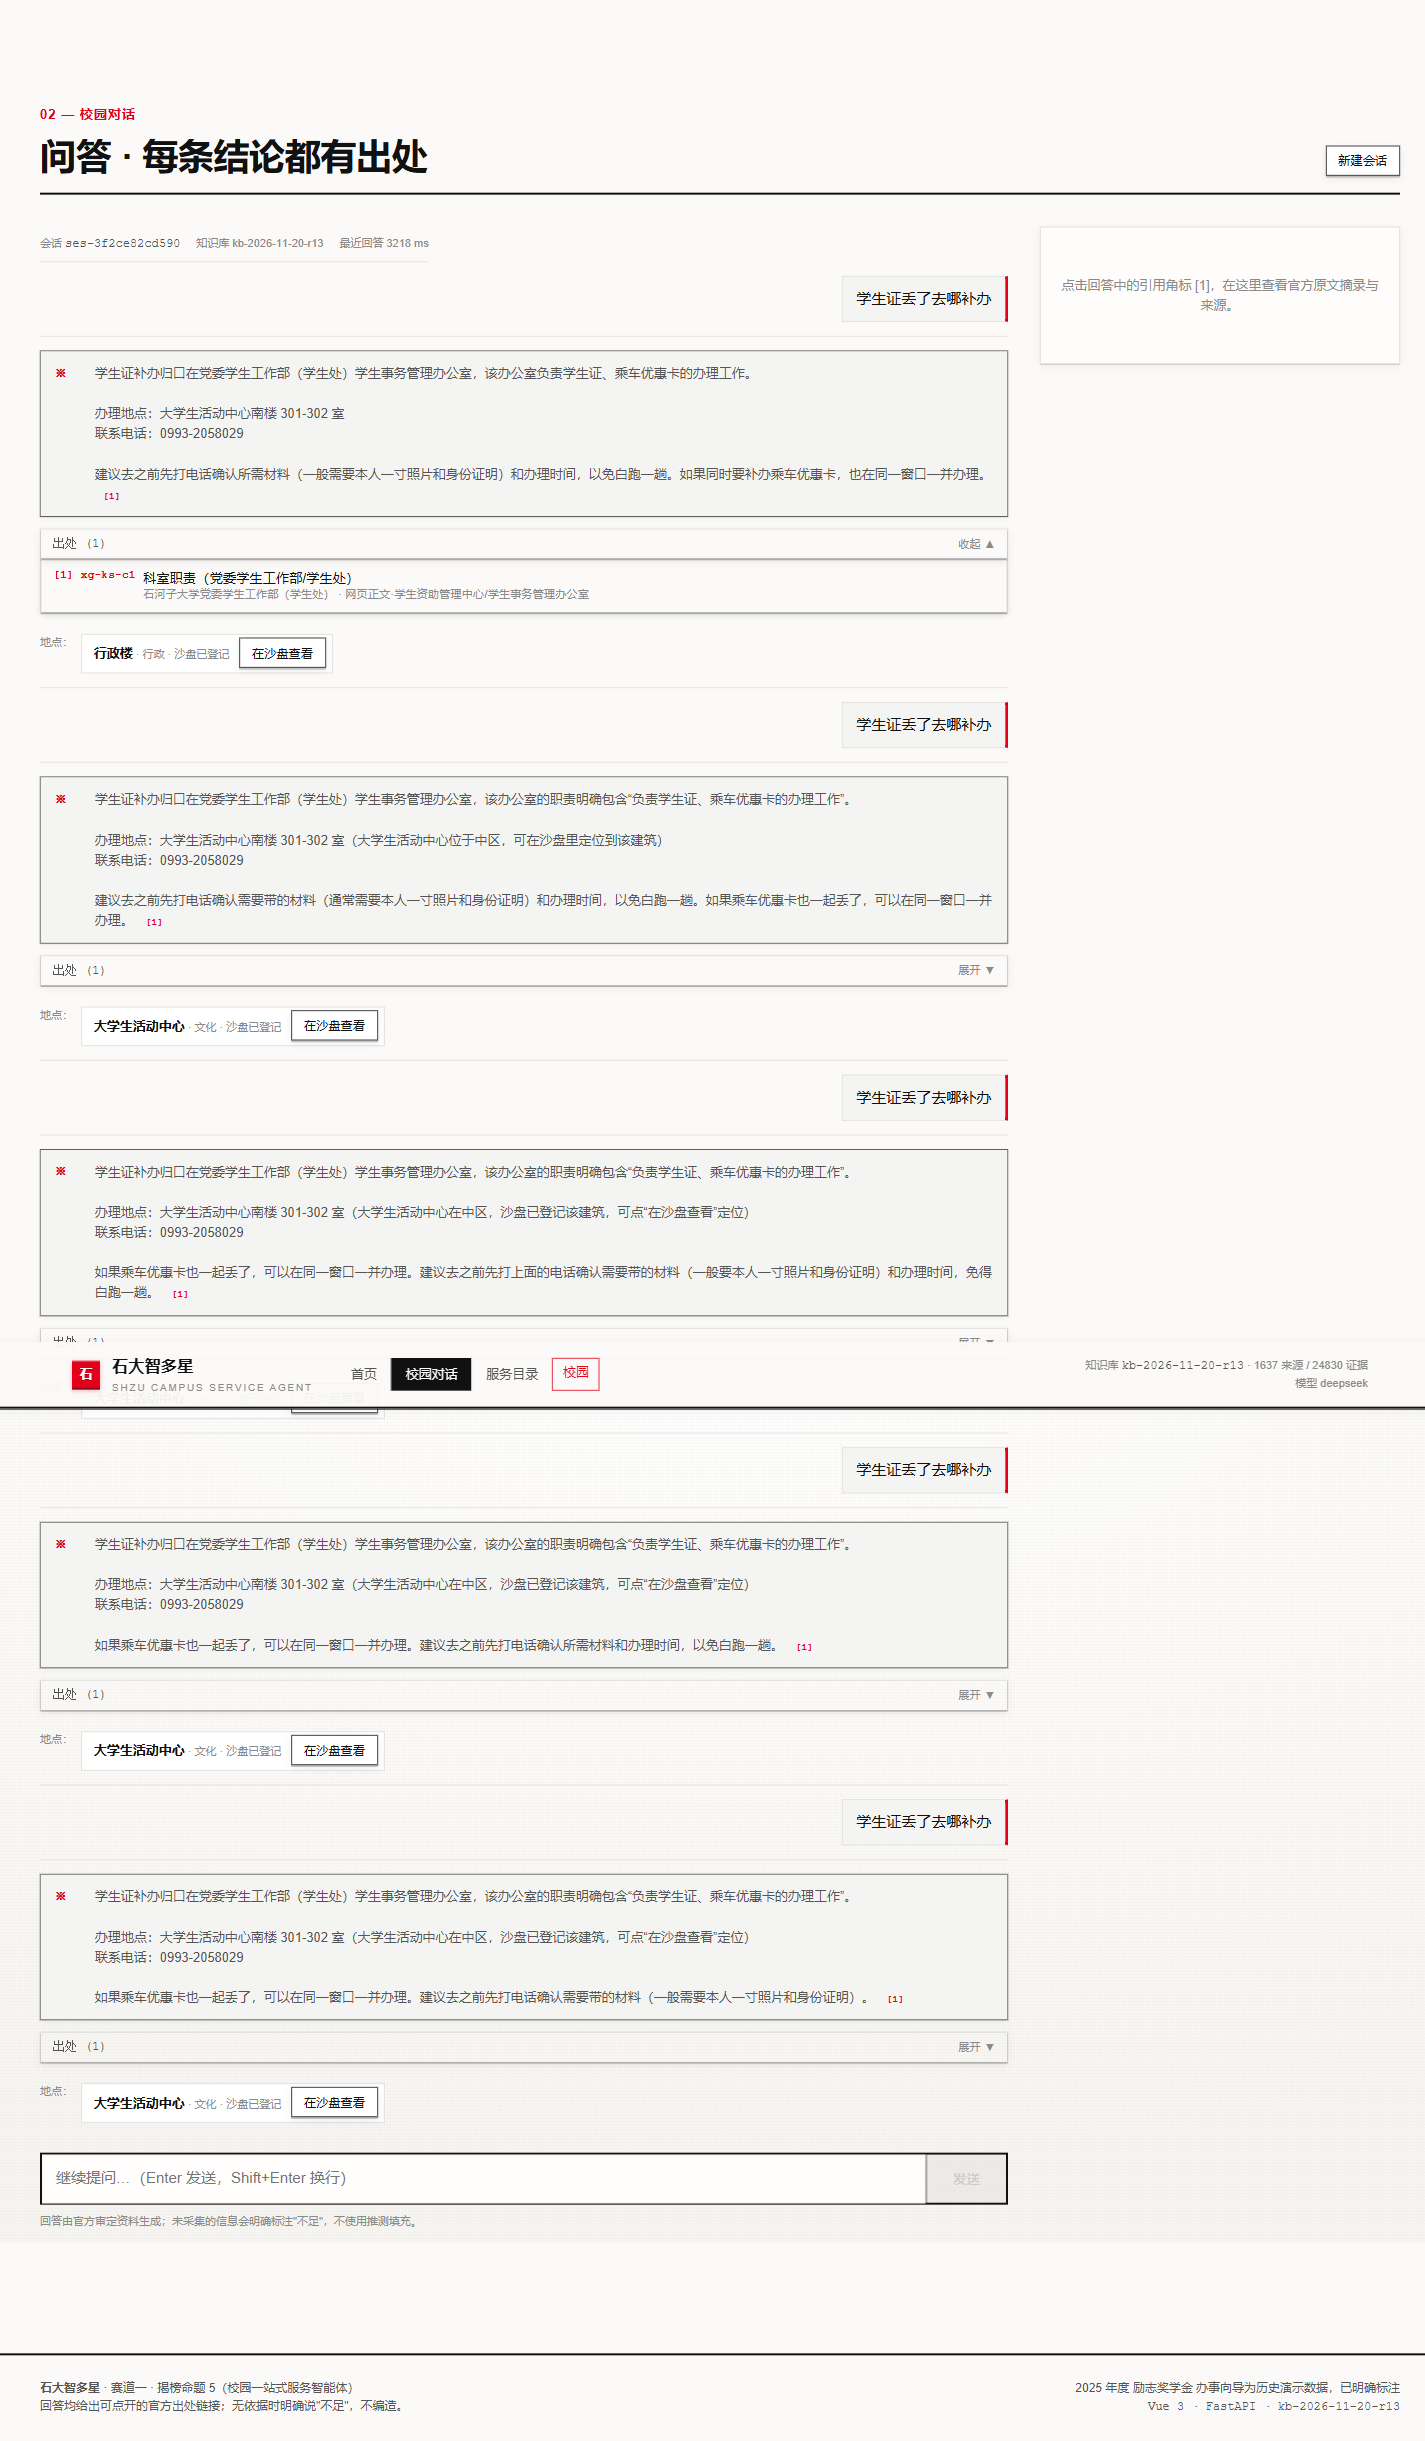 02 — 校园对话
问答 · 每条结论都有出处
新建会话
会话 ses-3f2ce82cd590 知识库 kb-2026-11-20-r13 最近回答 3218 ms
点击回答中的引用角标 [1]，在这里查看官方原文摘录与
来源。
学生证丢了去哪补办
※ 学生证补办归口在党委学生工作部（学生处）学生事务管理办公室，该办公室负责学生证、乘车优惠卡的办理工作。
办理地点：大学生活动中心南楼 301-302 室
联系电话：0993-2058029
建议去之前先打电话确认所需材料（一般需要本人一寸照片和身份证明）和办理时间，以免白跑一趟。如果同时要补办乘车优惠卡，也在同一窗口一并办理。
[1]
出处 （1） 收起 ▲
[1] xg-ks-c1 科室职责（党委学生工作部/学生处）
石河子大学党委学生工作部（学生处） · 网页正文·学生资助管理中心/学生事务管理办公室
地点： 行政楼 · 行政 · 沙盘已登记 在沙盘查看
学生证丢了去哪补办
※ 学生证补办归口在党委学生工作部（学生处）学生事务管理办公室，该办公室的职责明确包含“负责学生证、乘车优惠卡的办理工作”。
办理地点：大学生活动中心南楼 301-302 室（大学生活动中心位于中区，可在沙盘里定位到该建筑）
联系电话：0993-2058029
建议去之前先打电话确认需要带的材料（通常需要本人一寸照片和身份证明）和办理时间，以免白跑一趟。如果乘车优惠卡也一起丢了，可以在同一窗口一并
办理。 [1]
出处 （1） 展开 ▼
地点： 大学生活动中心 · 文化 · 沙盘已登记 在沙盘查看
学生证丢了去哪补办
※ 学生证补办归口在党委学生工作部（学生处）学生事务管理办公室，该办公室的职责明确包含“负责学生证、乘车优惠卡的办理工作”。
办理地点：大学生活动中心南楼 301-302 室（大学生活动中心在中区，沙盘已登记该建筑，可点“在沙盘查看”定位）
联系电话：0993-2058029
如果乘车优惠卡也一起丢了，可以在同一窗口一并办理。建议去之前先打上面的电话确认需要带的材料（一般要本人一寸照片和身份证明）和办理时间，免得
白跑一趟。 [1]
出处 （1） 展开 ▼
石 石大智多星
SHZU CAMPUS SERVICE AGENT
首页 校园对话 服务目录 校园
知识库 kb-2026-11-20-r13 · 1637 来源 / 24830 证据
模型 deepseek
学生证丢了去哪补办
※ 学生证补办归口在党委学生工作部（学生处）学生事务管理办公室，该办公室的职责明确包含“负责学生证、乘车优惠卡的办理工作”。
办理地点：大学生活动中心南楼 301-302 室（大学生活动中心在中区，沙盘已登记该建筑，可点“在沙盘查看”定位）
联系电话：0993-2058029
如果乘车优惠卡也一起丢了，可以在同一窗口一并办理。建议去之前先打电话确认所需材料和办理时间，以免白跑一趟。 [1]
出处 （1） 展开 ▼
地点： 大学生活动中心 · 文化 · 沙盘已登记 在沙盘查看
学生证丢了去哪补办
※ 学生证补办归口在党委学生工作部（学生处）学生事务管理办公室，该办公室的职责明确包含“负责学生证、乘车优惠卡的办理工作”。
办理地点：大学生活动中心南楼 301-302 室（大学生活动中心在中区，沙盘已登记该建筑，可点“在沙盘查看”定位）
联系电话：0993-2058029
如果乘车优惠卡也一起丢了，可以在同一窗口一并办理。建议去之前先打电话确认需要带的材料（一般需要本人一寸照片和身份证明）。 [1]
出处 （1） 展开 ▼
地点： 大学生活动中心 · 文化 · 沙盘已登记 在沙盘查看
继续提问…（Enter 发送，Shift+Enter 换行） 发送
回答由官方审定资料生成；未采集的信息会明确标注"不足"，不使用推测填充。
石大智多星 · 赛道一 · 揭榜命题 5（校园一站式服务智能体）
回答均给出可点开的官方出处链接；无依据时明确说"不足"，不编造。
2025 年度 励志奖学金 办事向导为历史演示数据，已明确标注
Vue 3 · FastAPI · kb-2026-11-20-r13